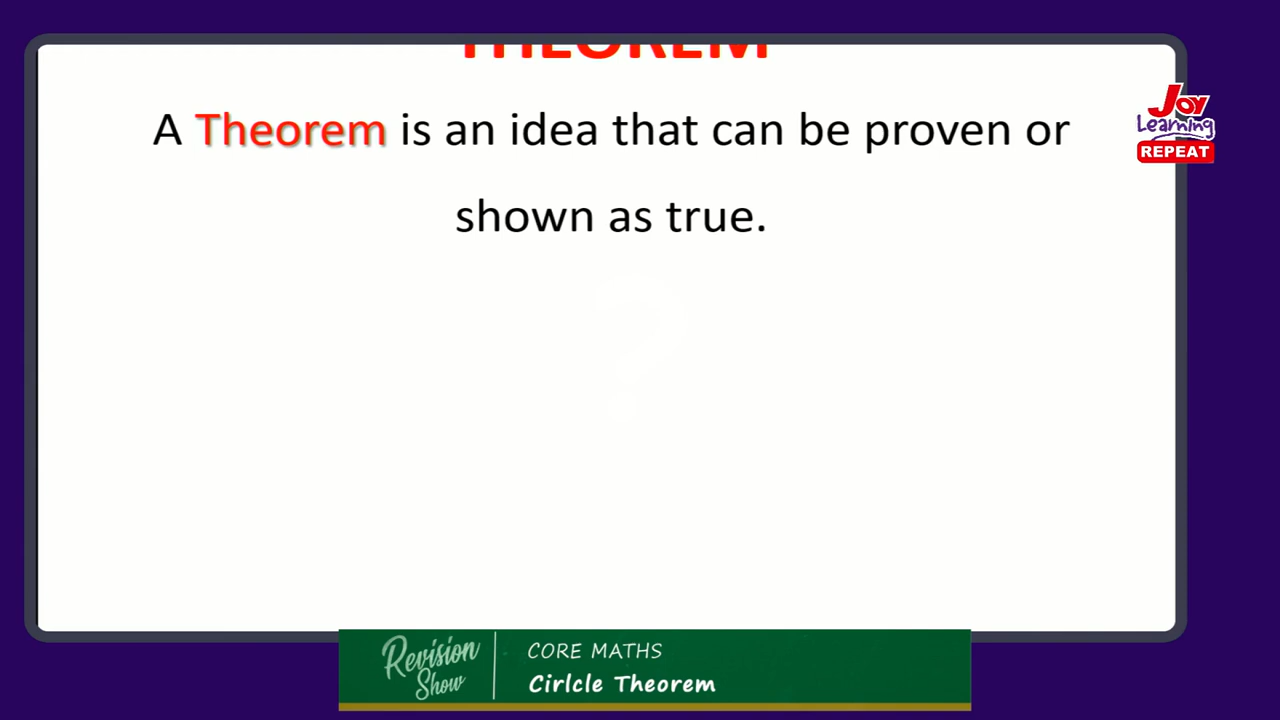 THEOREM
A Theorem is an idea that can be proven or
shown as true.
?
JOY
Learning
REPEAT
Revision
Show
CORE MATHS
Cirlcle Theorem